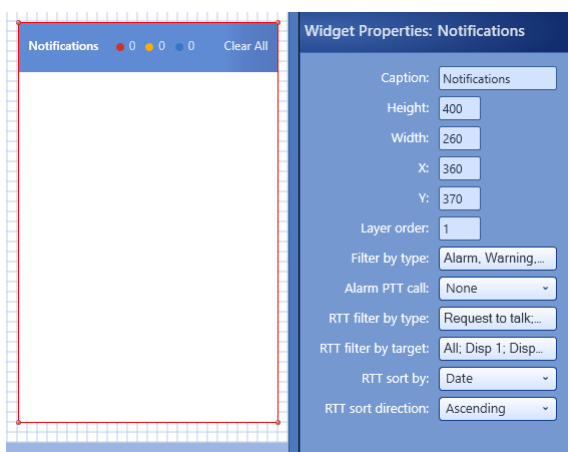 Notifications 0 0 0 Clear All
Widget Properties: Notifications
Caption: Notifications
Height: 400
Width: 260
X: 360
Y: 370
Layer order: 1
Filter by type: Alarm, Warning,...
Alarm PTT call: None
RTT filter by type: Request to talk;...
RTT filter by target: All; Disp 1; Disp...
RTT sort by: Date
RTT sort direction: Ascending